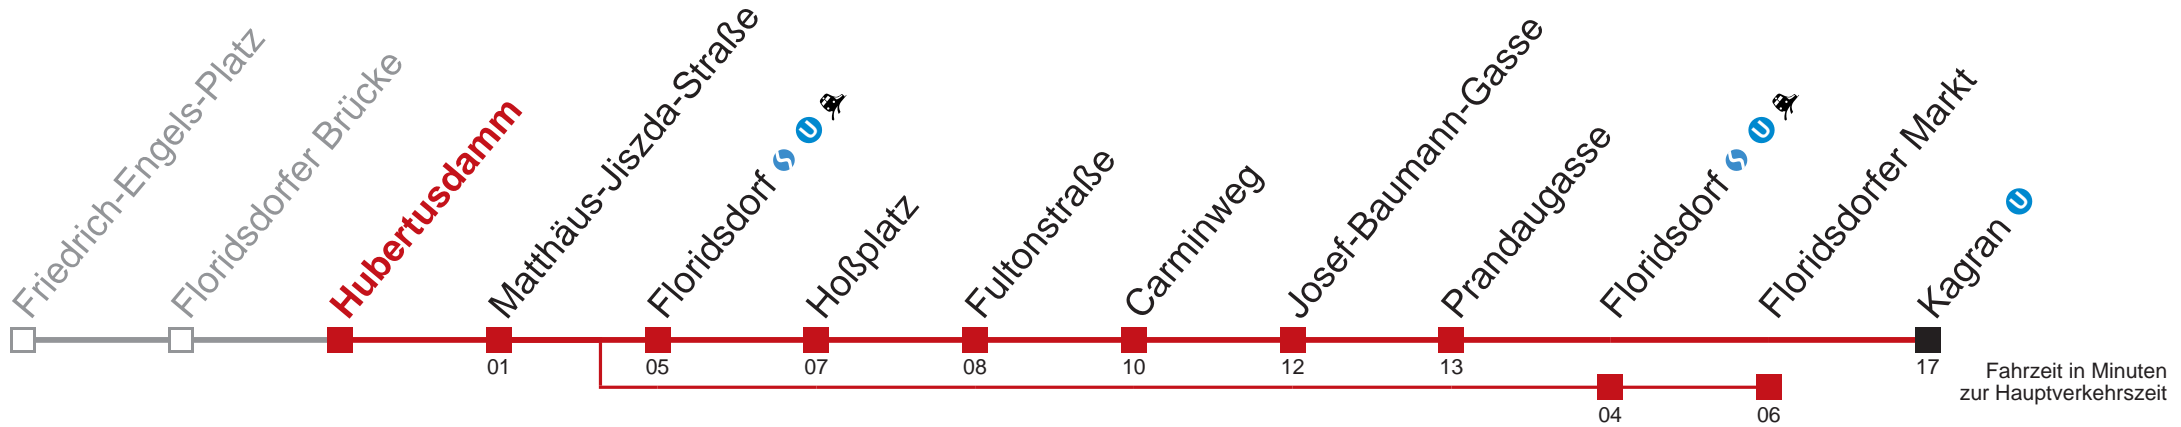 Friedrich-Engels-Platz
Floridsdorfer Brücke
Hubertusdamm
Matthäus-Jiszda-Straße
Floridsdorf S U
Hoßplatz
Fultonstraße
Carminweg
Josef-Baumann-Gasse
Prandaugasse
Floridsdorf S U
Floridsdorfer Markt
Kagran U
01
05
07
08
10
12
13
17
04
06
Fahrzeit in Minuten
zur Hauptverkehrszeit